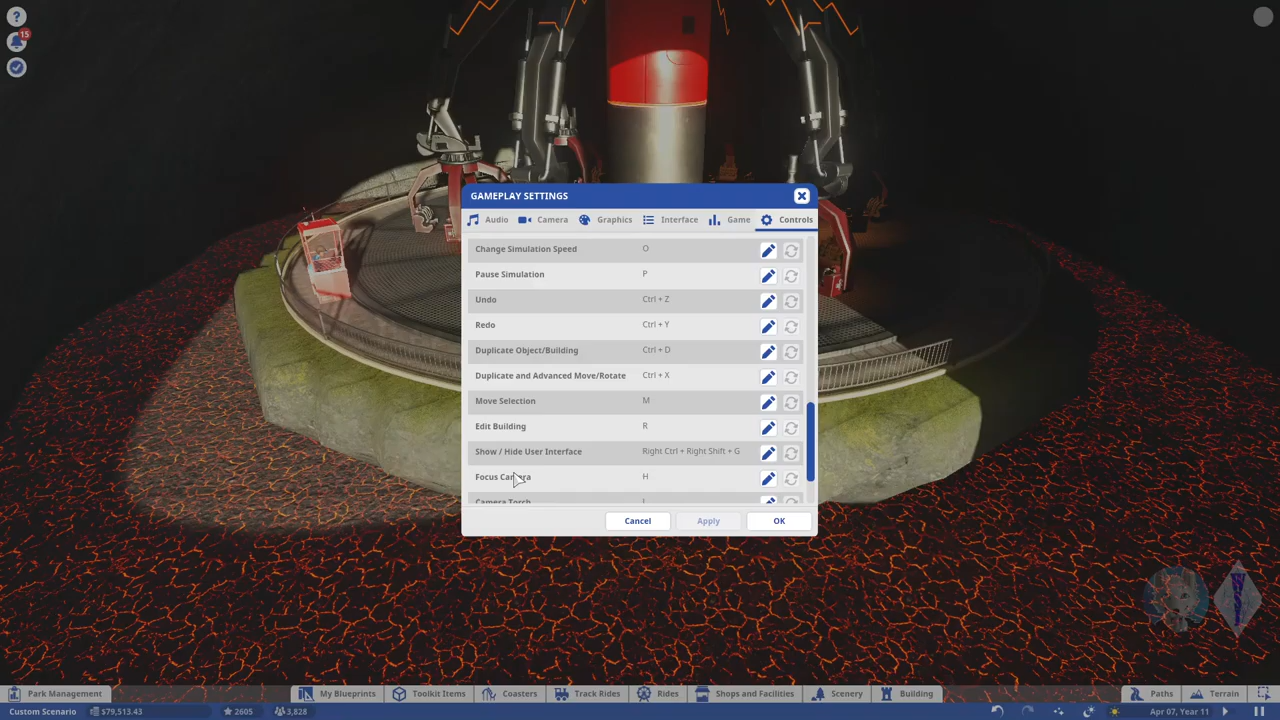 ?
15
GAMEPLAY SETTINGS
Audio Camera Graphics Interface Game Controls
Change Simulation Speed O
Pause Simulation P
Undo Ctrl + Z
Redo Ctrl + Y
Duplicate Object/Building Ctrl + D
Duplicate and Advanced Move/Rotate Ctrl + X
Move Selection M
Edit Building R
Show / Hide User Interface Right Ctrl + Right Shift + G
Focus Camera H
Camera Torch L
Cancel Apply OK
Park Management My Blueprints Toolkit Items Coasters Track Rides Rides Shops and Facilities Scenery Building Paths Terrain
Custom Scenario $79,513.43 2605 3,828 Apr 07, Year 11